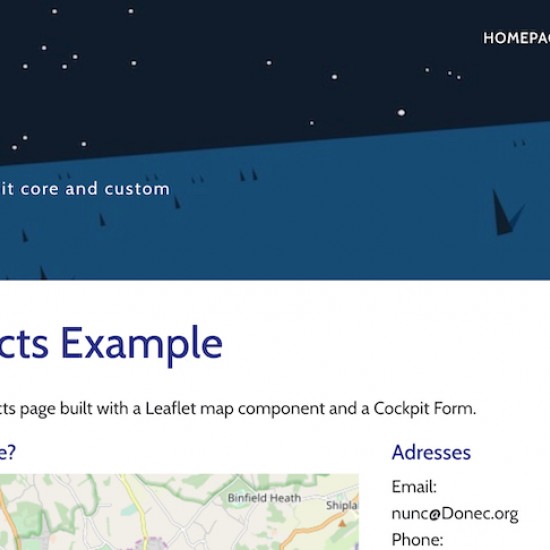 HOMEPA
it core and custom
cts Example
cts page built with a Leaflet map component and a Cockpit Form.
e?
Adresses
Binfield Heath
Shipla
Email:
nunc@Donec.org
Phone: